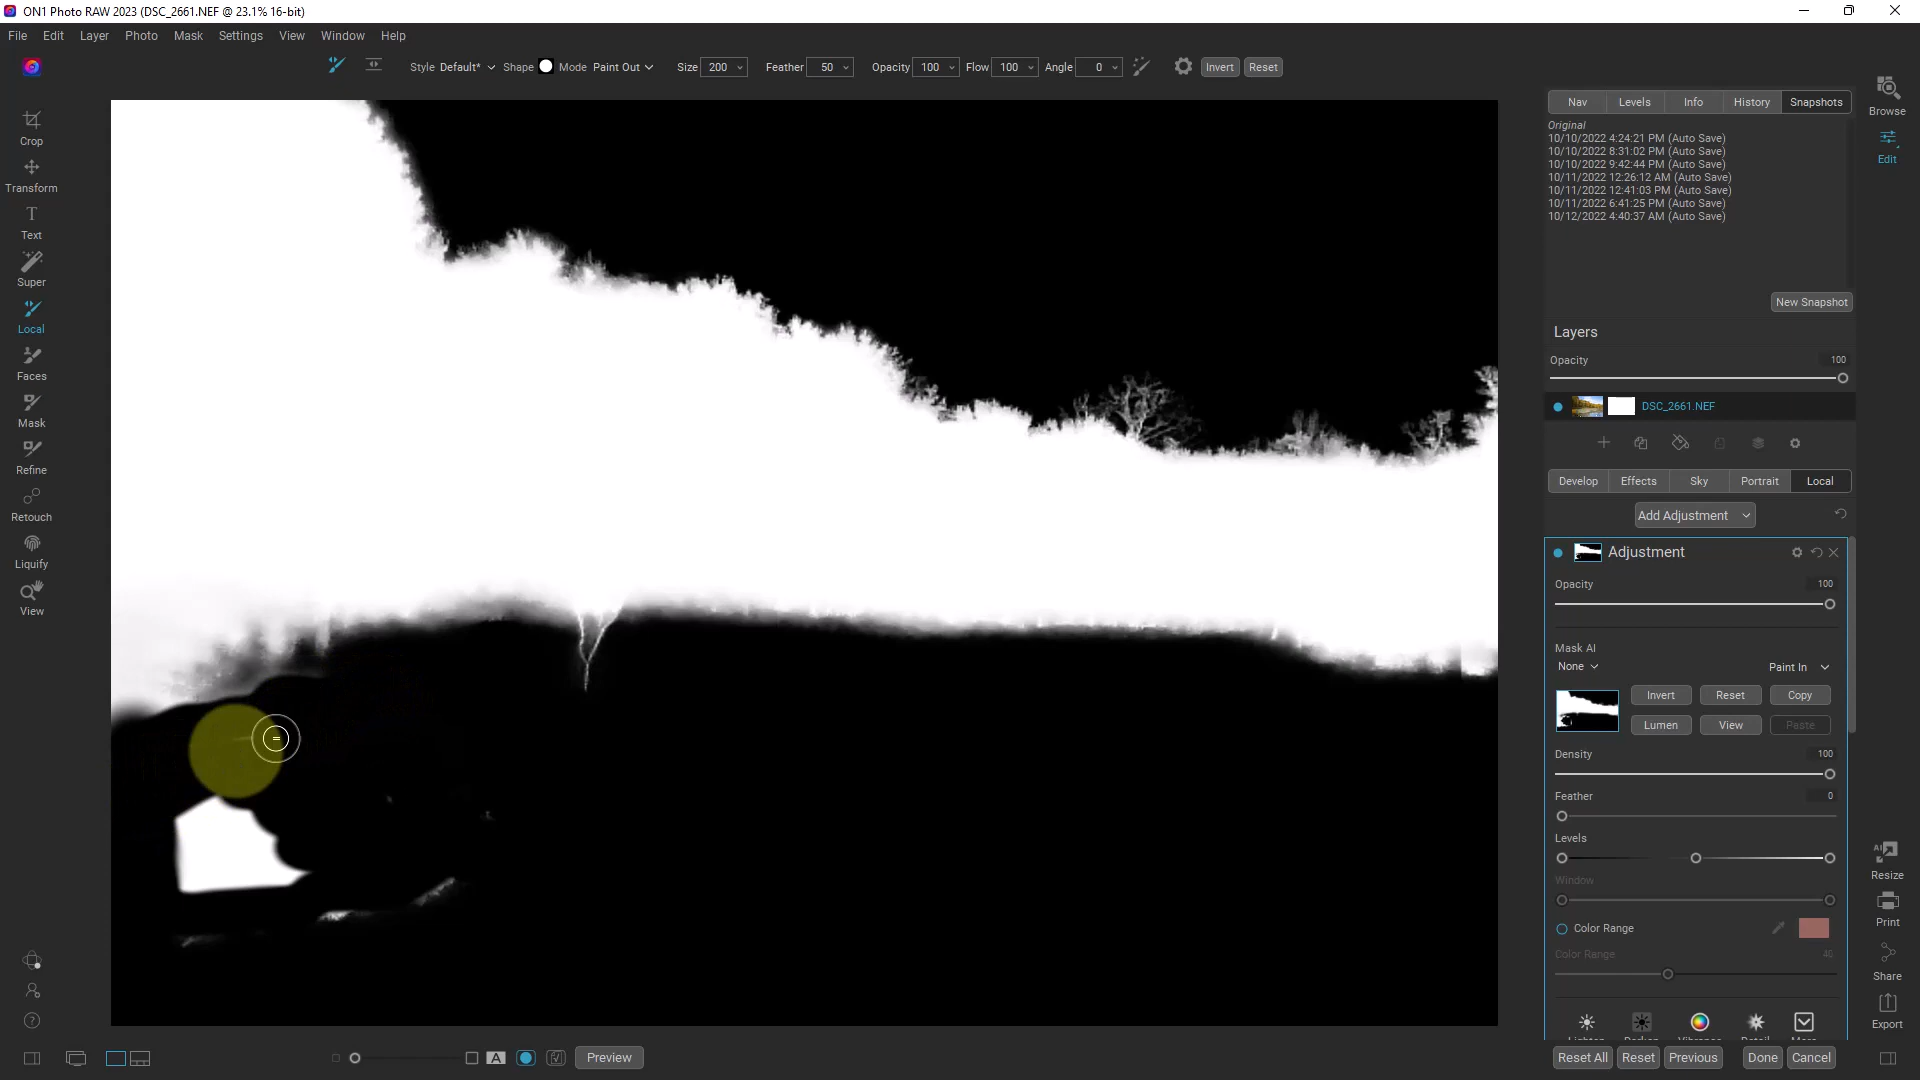 ON1 Photo RAW 2023 (DSC_2661.NEF @ 23.1% 16-bit)
File Edit Layer Photo Mask Settings View Window Help
Style Default* Shape Mode Paint Out Size 200 Feather 50 Opacity 100 Flow 100 Angle 0 Invert Reset
Crop
Transform
T
Text
Super
Local
Faces
Mask
Refine
Retouch
Liquify
View
Nav Levels Info History Snapshots
Original
10/10/2022 4:24:21 PM (Auto Save)
10/10/2022 8:31:02 PM (Auto Save)
10/10/2022 9:42:44 PM (Auto Save)
10/11/2022 12:26:12 AM (Auto Save)
10/11/2022 12:41:03 PM (Auto Save)
10/11/2022 6:41:25 PM (Auto Save)
10/12/2022 4:40:37 AM (Auto Save)
New Snapshot
Layers
Opacity 100
DSC_2661.NEF
Develop Effects Sky Portrait Local
Add Adjustment
Adjustment
Opacity 100
Mask AI
None Paint In
Invert Reset Copy
Lumen View Paste
Density 100
Feather 0
Levels
Window
Color Range
Color Range 40
Browse
Edit
AI
Resize
Print
Share
Export
A Preview
Reset All Reset Previous Done Cancel